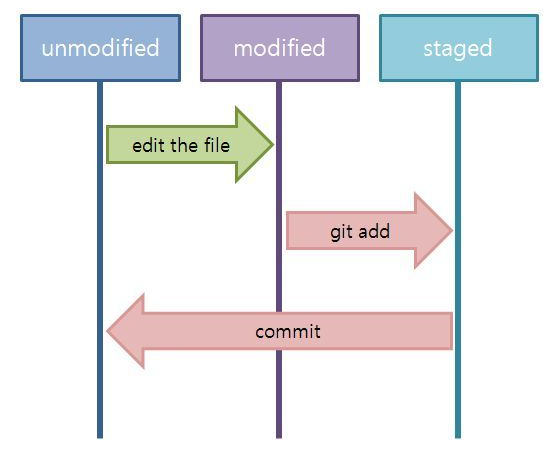 unmodified
modified
staged
edit the file
git add
commit